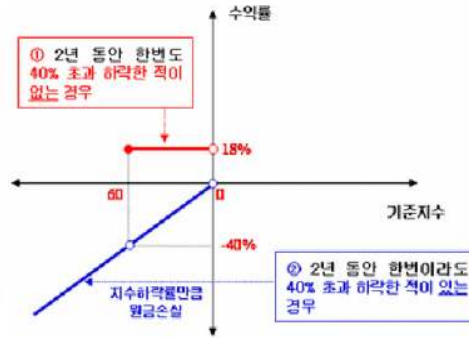 수익률
① 2년 동안 한번도
40% 초과 하락한 적이
없는 경우
18%
60
0
기준지수
-40%
② 2년 동안 한번이라도
40% 초과 하락한 적이 있는
경우
지수하락률만큼
원금손실